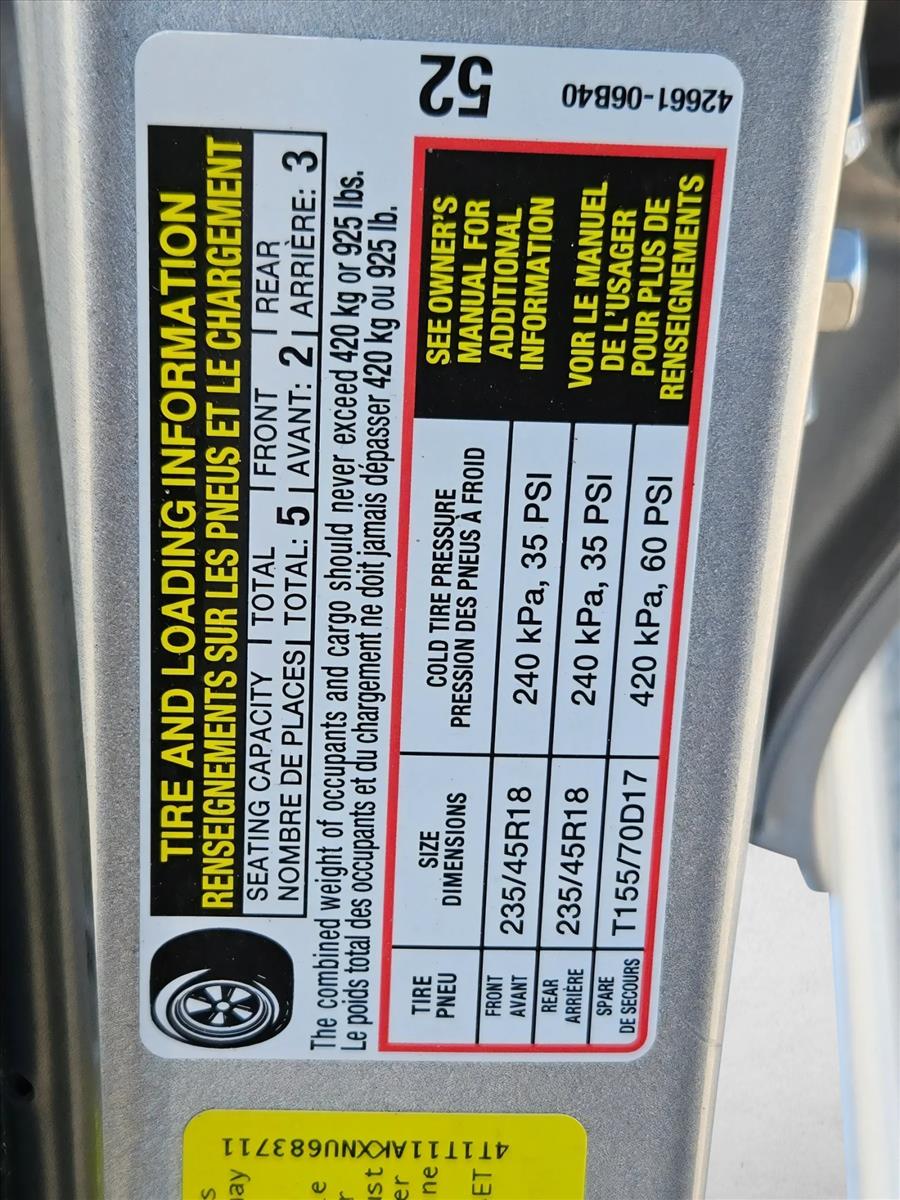 52
42661-06B40
TIRE AND LOADING INFORMATION
RENSEIGNEMENTS SUR LES PNEUS ET LE CHARGEMENT
SEATING CAPACITY | TOTAL | FRONT | REAR
NOMBRE DE PLACES | TOTAL: 5 | AVANT: 2 | ARRIÈRE: 3
The combined weight of occupants and cargo should never exceed 420 kg or 925 lbs.
Le poids total des occupants et du chargement ne doit jamais dépasser 420 kg ou 925 lb.
TIRE SIZE COLD TIRE PRESSURE
PNEU DIMENSIONS PRESSION DES PNEUS À FROID
FRONT
AVANT 235/45R18 240 kPa, 35 PSI
REAR
ARRIÈRE 235/45R18 240 kPa, 35 PSI
SPARE
DE SECOURS T155/70D17 420 kPa, 60 PSI
SEE OWNER'S
MANUAL FOR
ADDITIONAL
INFORMATION
VOIR LE MANUEL
DE L'USAGER
POUR PLUS DE
RENSEIGNEMENTS
4T1T11AKXNU683711